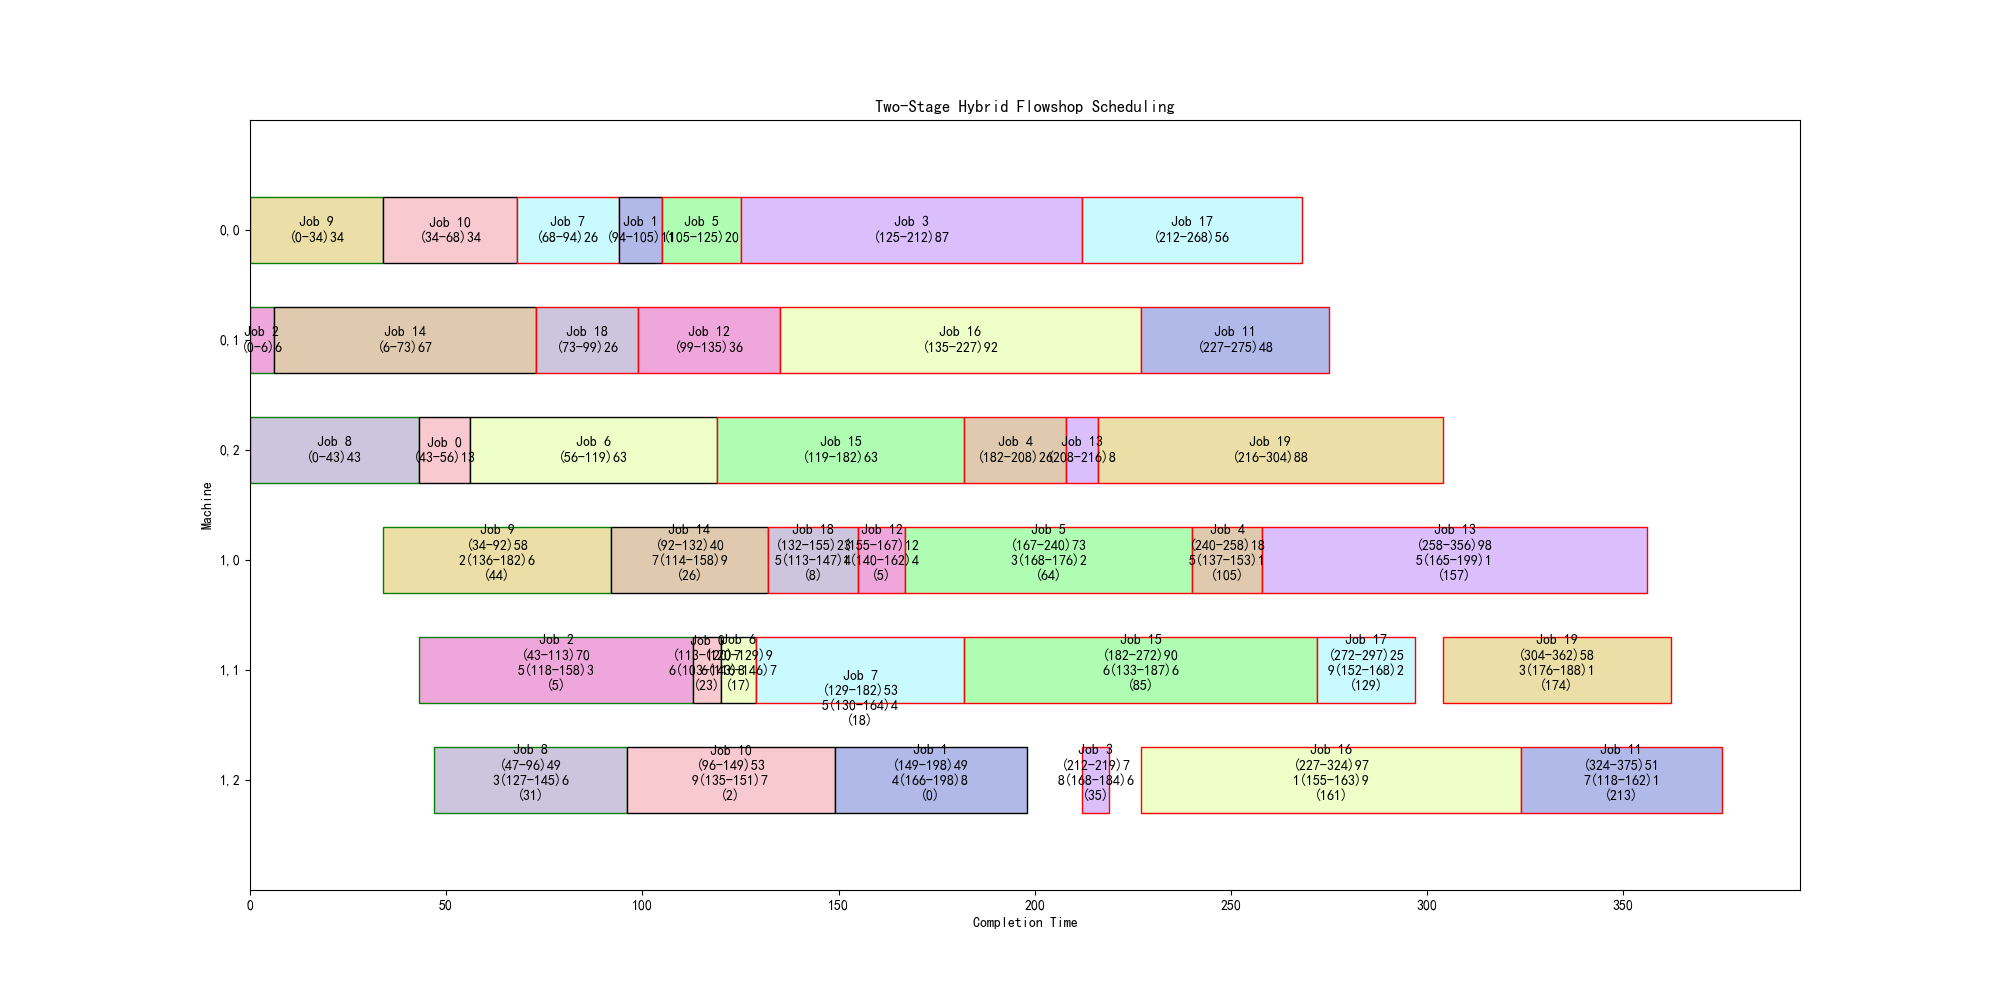 Two-Stage Hybrid Flowshop Scheduling
0,0
Job 9
(0-34)34
Job 10
(34-68)34
Job 7
(68-94)26
Job 1
(94-105)11
Job 5
(105-125)20
Job 3
(125-212)87
Job 17
(212-268)56
0,1
Job 2
(0-6)6
Job 14
(6-73)67
Job 18
(73-99)26
Job 12
(99-135)36
Job 16
(135-227)92
Job 11
(227-275)48
0,2
Job 8
(0-43)43
Job 0
(43-56)13
Job 6
(56-119)63
Job 15
(119-182)63
Job 4
(182-208)26
Job 13
(208-216)8
Job 19
(216-304)88
1,0
Job 9
(34-92)58
2(136-182)6
(44)
Job 14
(92-132)40
7(114-158)9
(26)
Job 18
(132-155)23
(8)
Job 12
(155-167)12
(5)
Job 5
(167-240)73
3(168-176)2
(64)
Job 4
(240-258)18
5(137-153)1
(105)
Job 13
(258-356)98
5(165-199)1
(157)
1,1
Job 2
(43-113)70
5(118-158)3
(5)
Job 0
(113-120)7
(23)
Job 6
(120-129)9
(17)
Job 7
(129-182)53
5(130-164)4
(18)
Job 15
(182-272)90
6(133-187)6
(85)
Job 17
(272-297)25
9(152-168)2
(129)
Job 19
(304-362)58
3(176-188)1
(174)
1,2
Job 8
(47-96)49
3(127-145)6
(31)
Job 10
(96-149)53
9(135-151)7
(2)
Job 1
(149-198)49
4(166-198)8
(0)
Job 3
(212-219)7
8(168-184)6
(35)
Job 16
(227-324)97
1(155-163)9
(161)
Job 11
(324-375)51
7(118-162)1
(213)
Machine
0
50
100
150
200
250
300
350
Completion Time